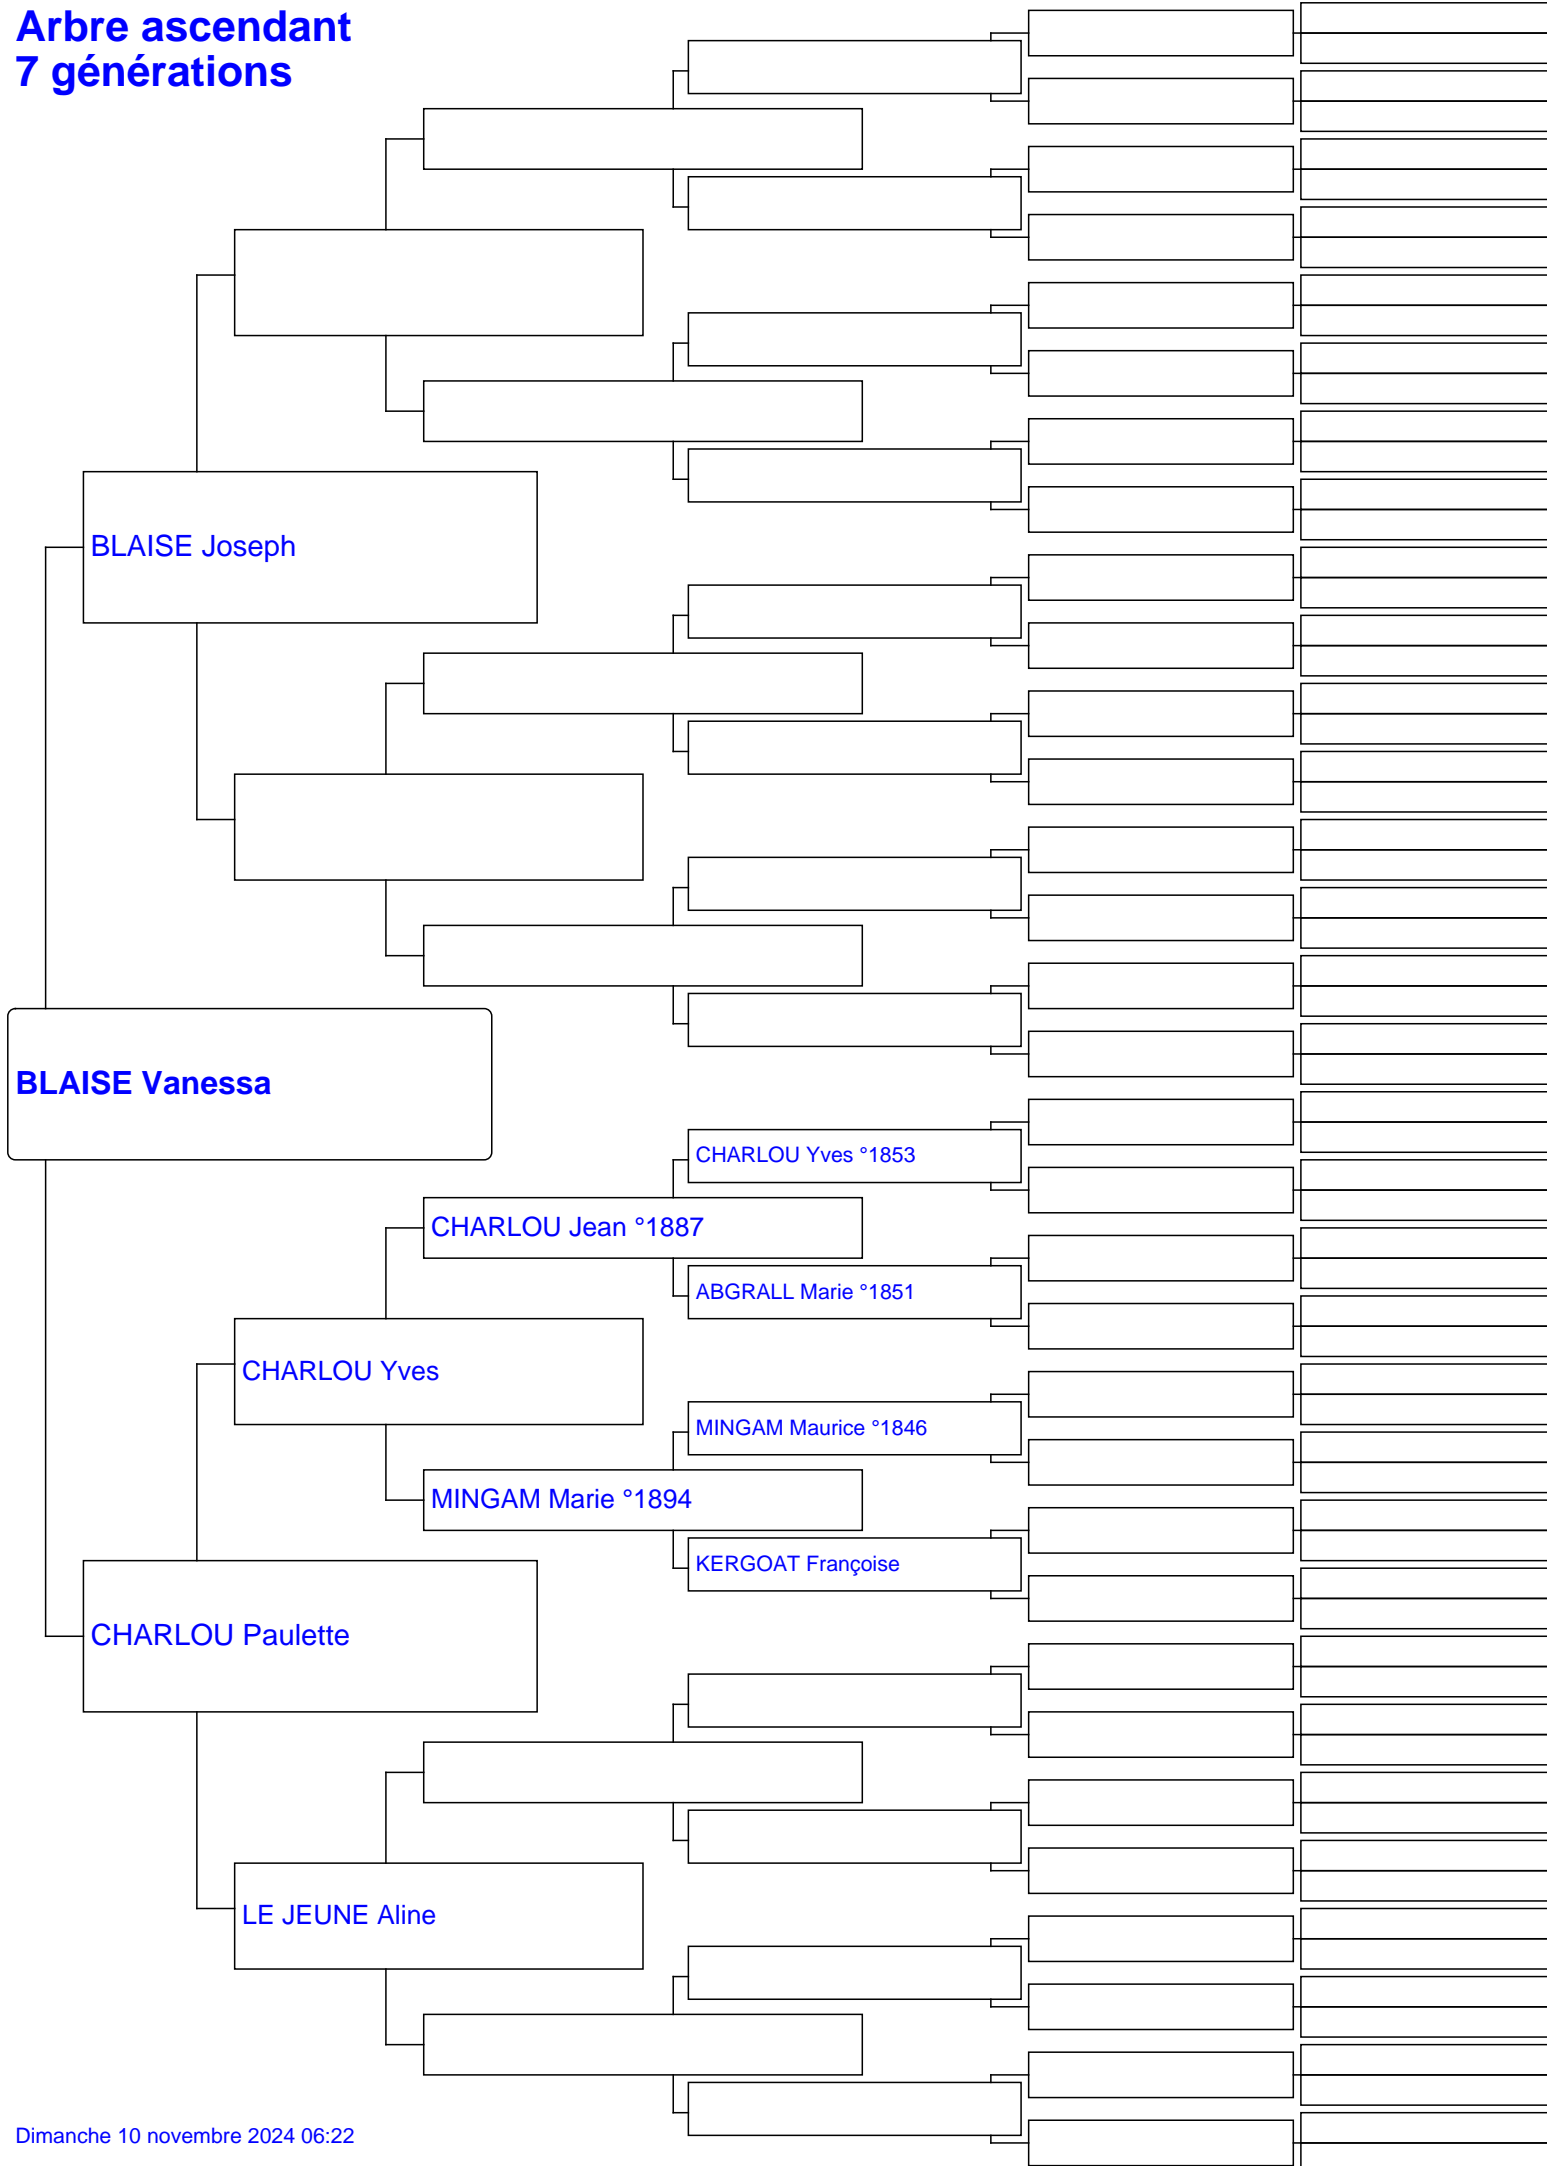 Arbre ascendant
7 générations
BLAISE Joseph
BLAISE Vanessa
CHARLOU Yves °1853
CHARLOU Jean °1887
ABGRALL Marie °1851
CHARLOU Yves
MINGAM Maurice °1846
MINGAM Marie °1894
KERGOAT Françoise
CHARLOU Paulette
LE JEUNE Aline
Dimanche 10 novembre 2024 06:22